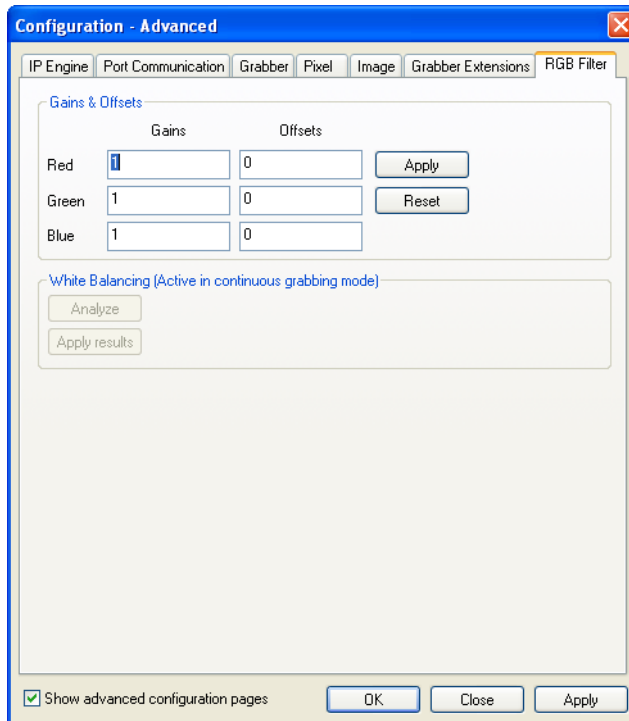 Configuration - Advanced
IP Engine Port Communication Grabber Pixel Image Grabber Extensions RGB Filter
Gains & Offsets
Gains Offsets
Red 1 0 Apply
Green 1 0 Reset
Blue 1 0
White Balancing (Active in continuous grabbing mode)
Analyze
Apply results
Show advanced configuration pages OK Close Apply